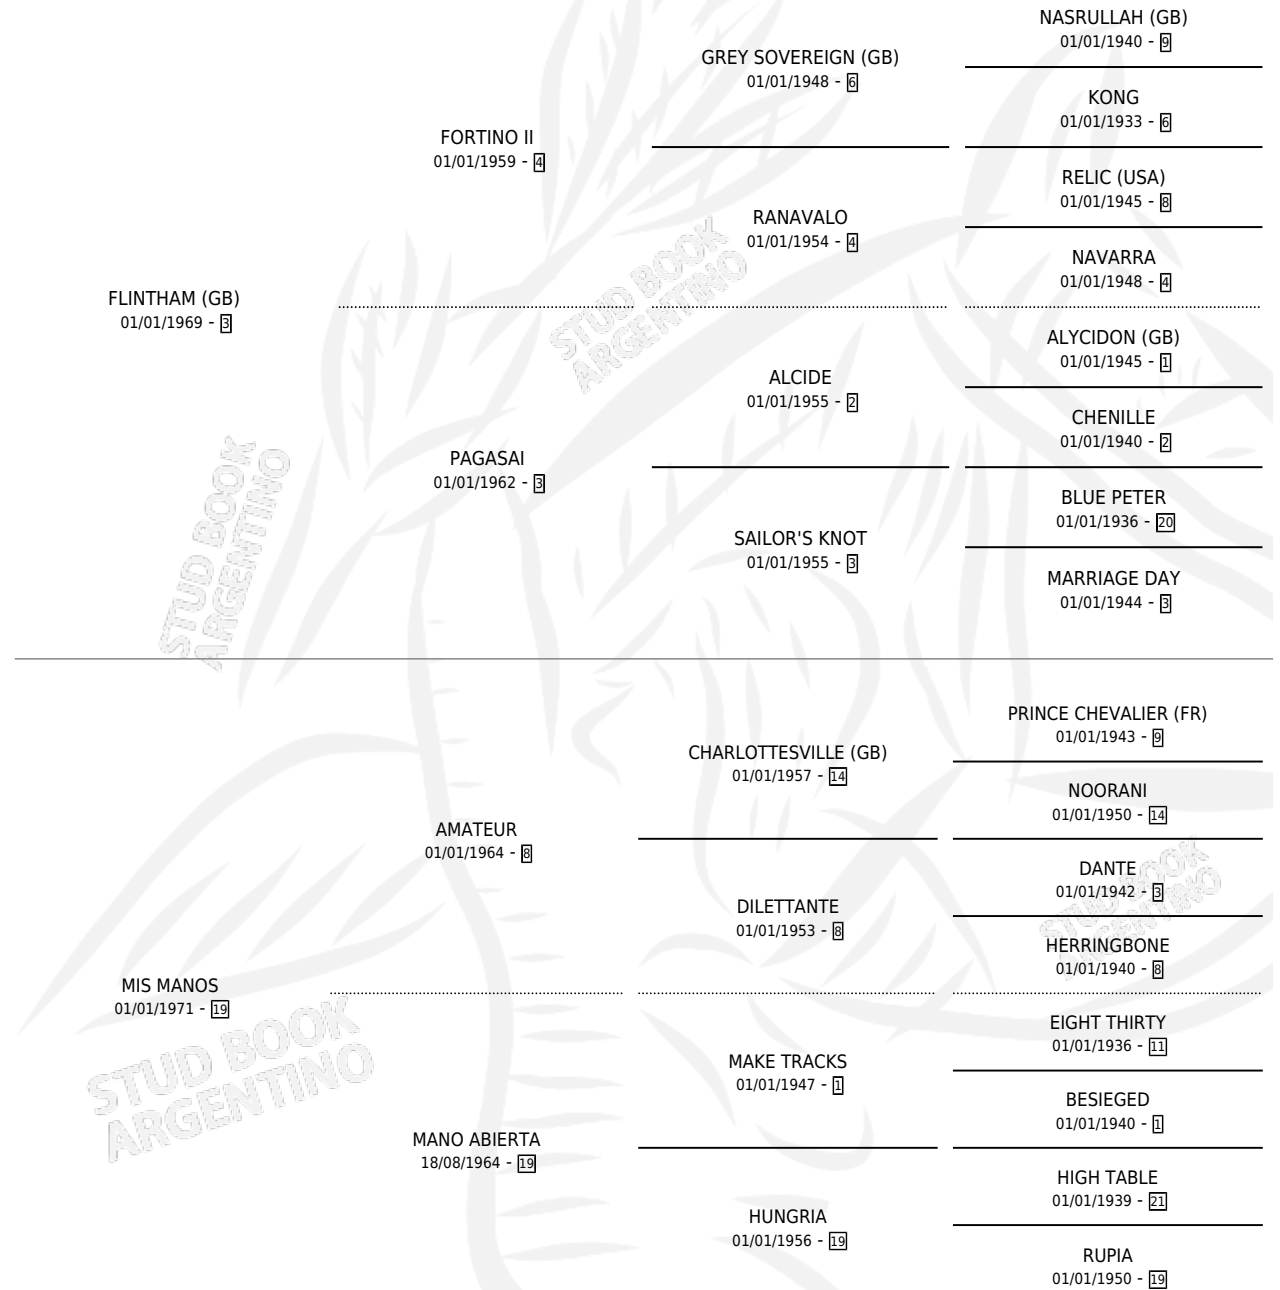 NASRULLAH (GB)
01/01/1940 - 9
GREY SOVEREIGN (GB)
01/01/1948 - 6
KONG
01/01/1933 - 6
FORTINO II
01/01/1959 - 4
RELIC (USA)
01/01/1945 - 8
RANAVALO
01/01/1954 - 4
NAVARRA
01/01/1948 - 4
FLINTHAM (GB)
01/01/1969 - 3
ALYCIDON (GB)
01/01/1945 - 1
ALCIDE
01/01/1955 - 2
CHENILLE
01/01/1940 - 2
PAGASAI
01/01/1962 - 3
BLUE PETER
01/01/1936 - 20
SAILOR'S KNOT
01/01/1955 - 3
MARRIAGE DAY
01/01/1944 - 3
STUD BOOK
ARGENTINO
STUD BOOK
ARGENTINO
PRINCE CHEVALIER (FR)
01/01/1943 - 9
CHARLOTTESVILLE (GB)
01/01/1957 - 14
NOORANI
01/01/1950 - 14
AMATEUR
01/01/1964 - 8
DANTE
01/01/1942 - 3
DILETTANTE
01/01/1953 - 8
HERRINGBONE
01/01/1940 - 8
MIS MANOS
01/01/1971 - 19
EIGHT THIRTY
01/01/1936 - 11
MAKE TRACKS
01/01/1947 - 1
BESIEGED
01/01/1940 - 1
MANO ABIERTA
18/08/1964 - 19
HIGH TABLE
01/01/1939 - 21
HUNGRIA
01/01/1956 - 19
RUPIA
01/01/1950 - 19
STUD BOOK
ARGENTINO
STUD BOOK
ARGENTINO